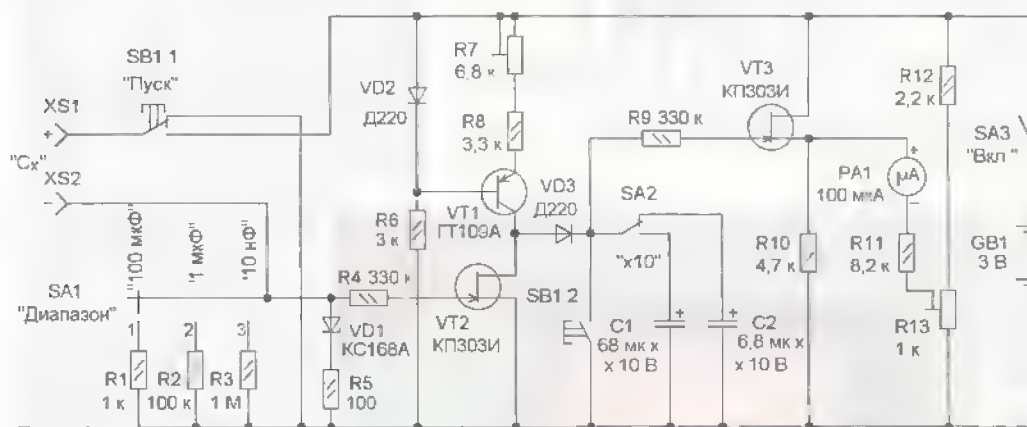 SB1 1
"Пуск"
XS1
+
"Cx"
XS2
−
SA1
"Диапазон"
"100 мкФ"
"1 мкФ"
"10 нФ"
1
2
3
R1
1 к
R2
100 к
R3
1 М
VD1
КС168А
R5
100
R4 330 к
VD2
Д220
R6
3 к
R7
6,8 к
R8
3,3 к
VT1
ГТ109А
VT2
КП303И
VD3
Д220
SB1 2
SA2
"x10"
R9 330 к
C1
68 мк х
х 10 В
+
C2
6,8 мк х
х 10 В
+
VT3
КП303И
R10
4,7 к
PA1
100 мкА
+
μA
−
R11
8,2 к
R12
2,2 к
R13
1 к
SA3
"Вкл "
GB1
3 В